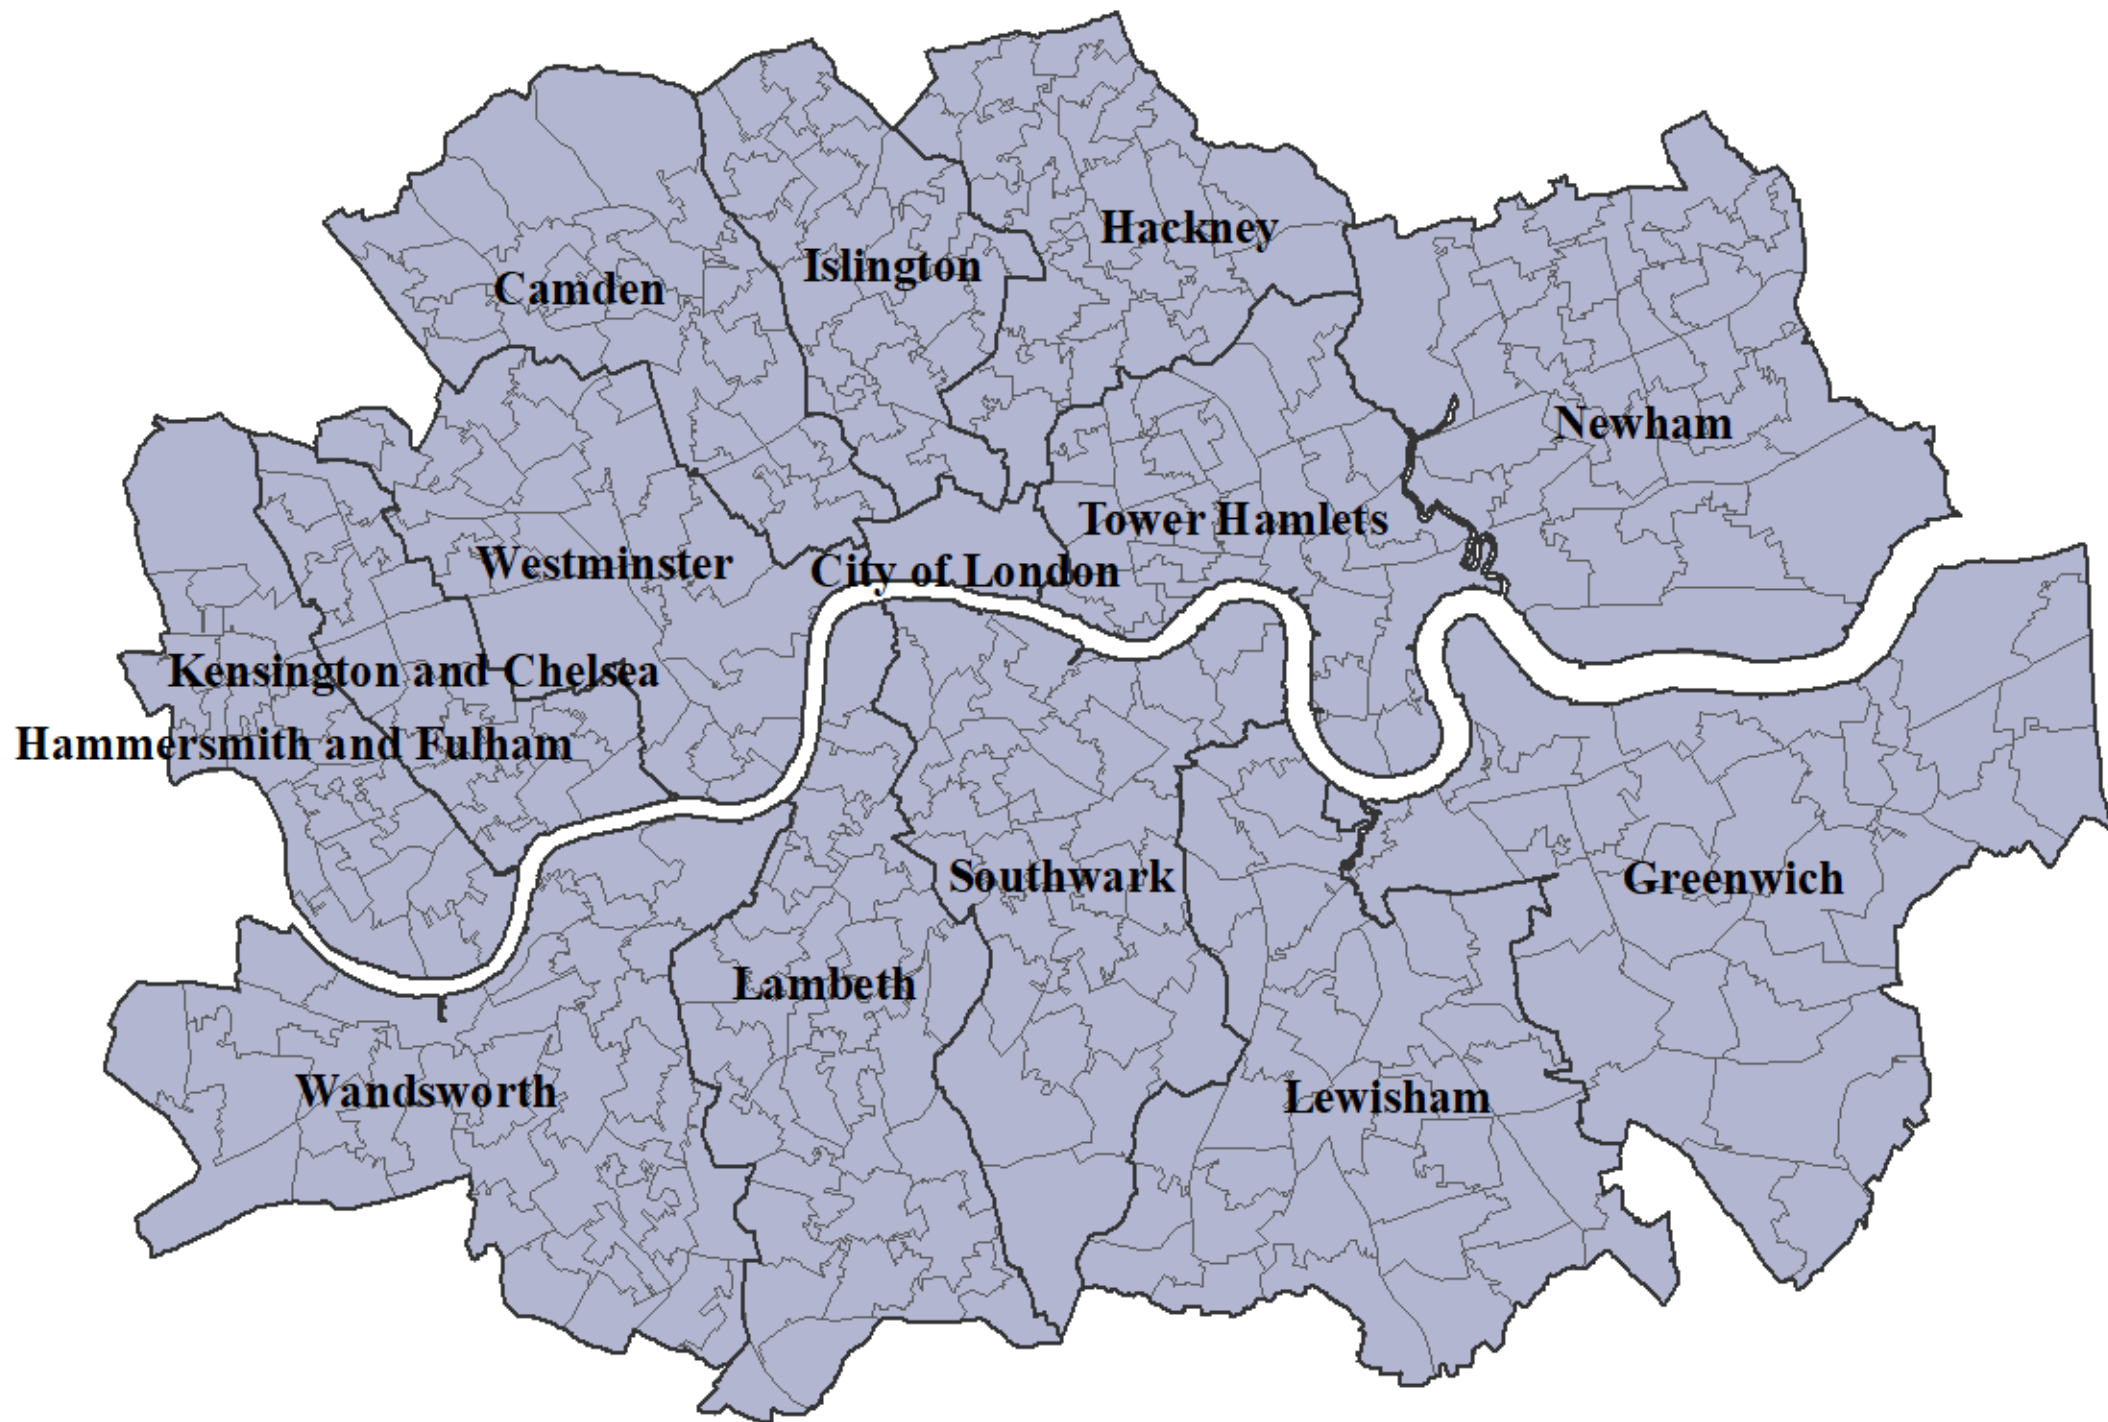 Hackney
Islington
Camden
Newham
Tower Hamlets
Westminster
City of London
Kensington and Chelsea
Hammersmith and Fulham
Southwark
Greenwich
Lambeth
Wandsworth
Lewisham